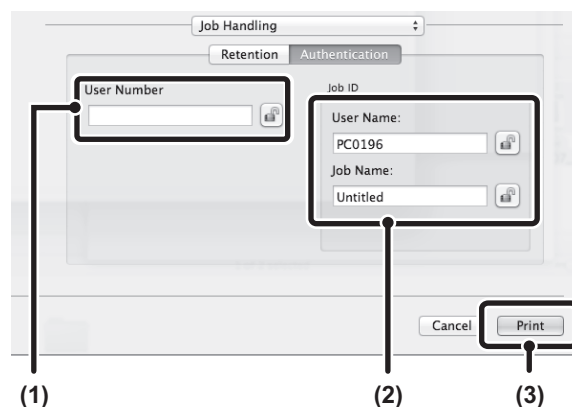 Job Handling
Retention Authentication
User Number
Job ID
User Name:
PC0196
Job Name:
Untitled
Cancel Print
(1) (2) (3)